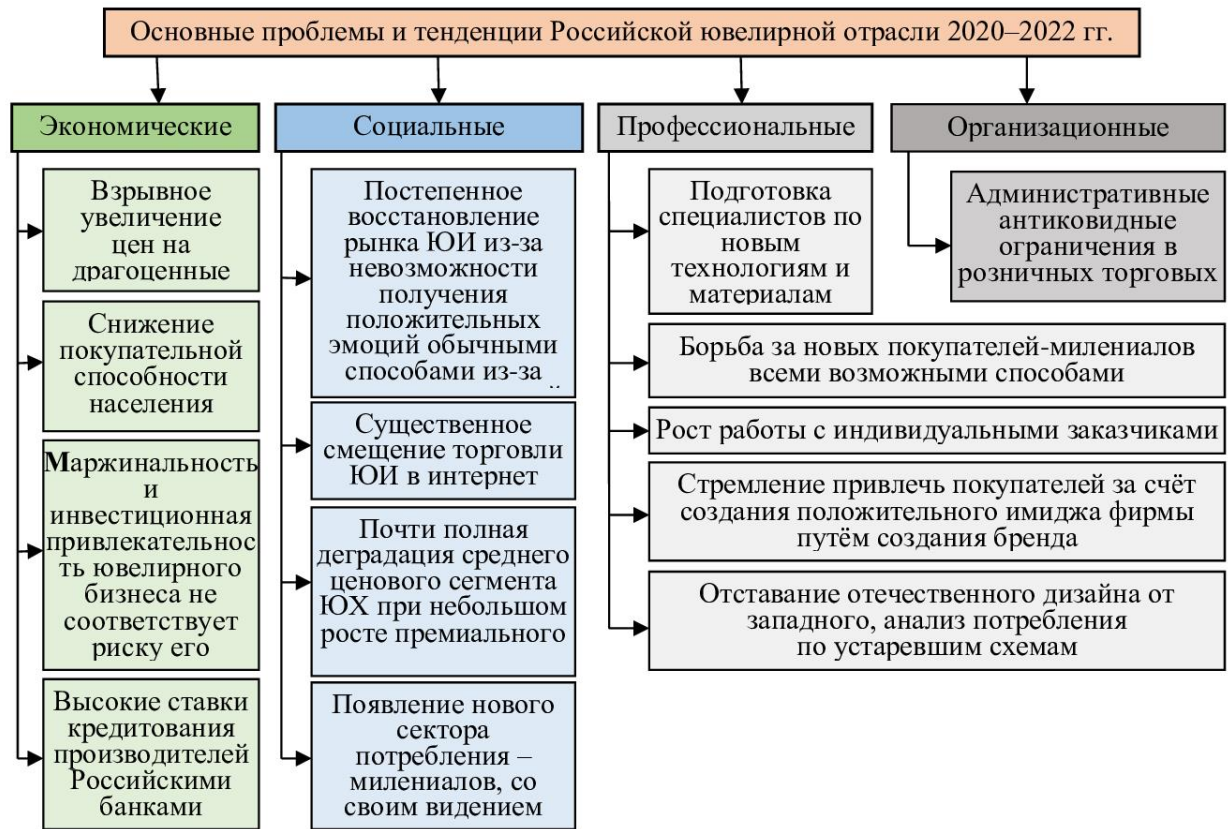 Основные проблемы и тенденции Российской ювелирной отрасли 2020–2022 гг.
Экономические
Взрывное
увеличение
цен на
драгоценные
Снижение
покупательной
способности
населения
Маржинальность
и
инвестиционная
привлекательнос
ть ювелирного
бизнеса не
соответствует
риску его
Высокие ставки
кредитования
производителей
Российскими
банками
Социальные
Постепенное
восстановление
рынка ЮИ из-за
невозможности
получения
положительных
эмоций обычными
способами из-за
Существенное
смещение торговли
ЮИ в интернет
Почти полная
деградация среднего
ценового сегмента
ЮХ при небольшом
росте премиального
Появление нового
сектора
потребления –
милениалов, со
своим видением
Профессиональные
Подготовка
специалистов по
новым
технологиям и
материалам
Борьба за новых покупателей-милениалов
всеми возможными способами
Рост работы с индивидуальными заказчиками
Стремление привлечь покупателей за счёт
создания положительного имиджа фирмы
путём создания бренда
Отставание отечественного дизайна от
западного, анализ потребления
по устаревшим схемам
Организационные
Административные
антиковидные
ограничения в
розничных торговых